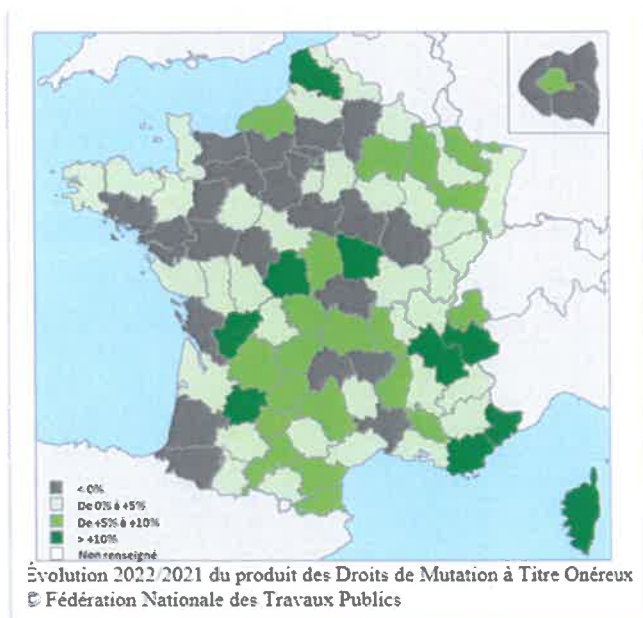 < 0%
De 0% à +5%
De +5% à +10%
> +10%
Non renseigné
Évolution 2022/2021 du produit des Droits de Mutation à Titre Onéreux
© Fédération Nationale des Travaux Publics